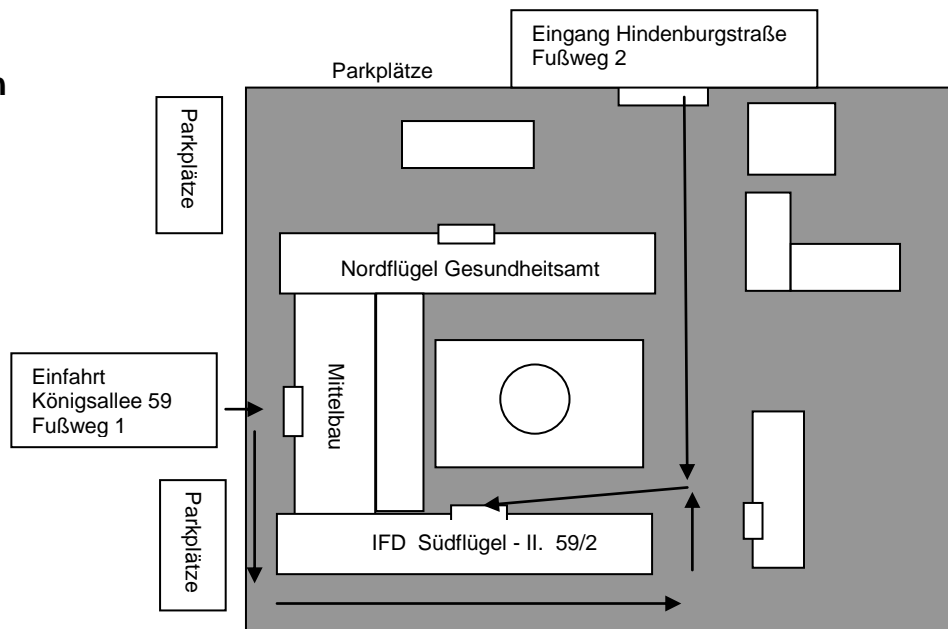 Eingang Hindenburgstraße
Fußweg 2
Parkplätze
Parkplätze
Nordflügel Gesundheitsamt
Einfahrt
Königsallee 59
Fußweg 1
Mittelbau
Parkplätze
IFD Südflügel - II. 59/2